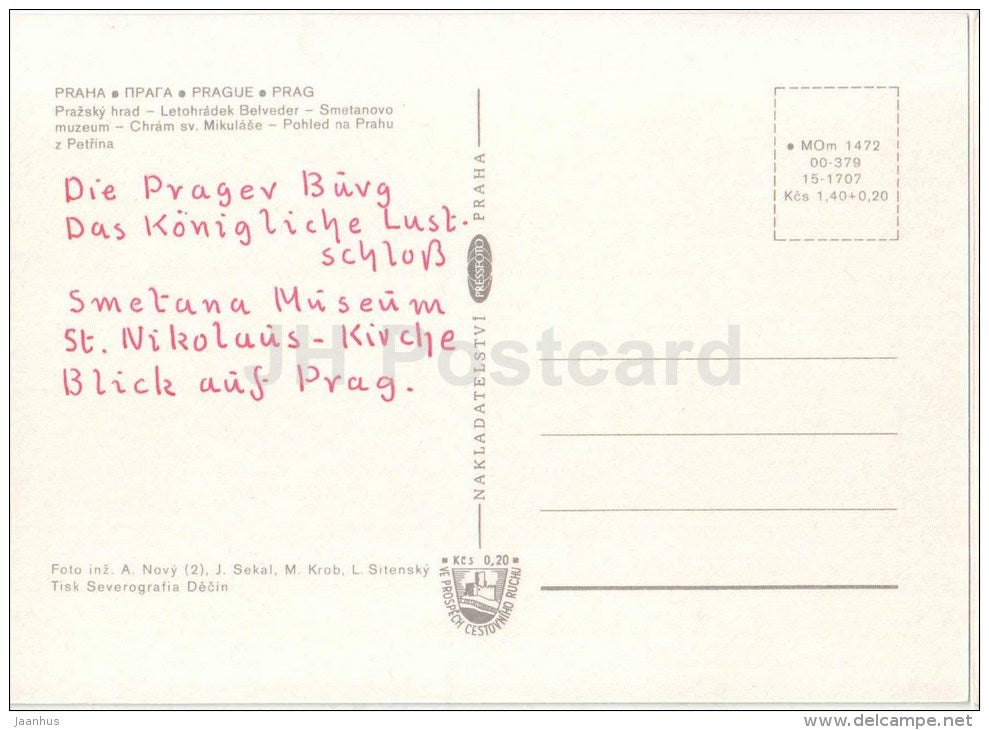 PRAHA • ПРАГА • PRAGUE • PRAG
Pražský hrad – Letohrádek Belveder – Smetanovo
muzeum – Chrám sv. Mikuláše – Pohled na Prahu
z Petřína
Die Prager Burg
Das Königliche Lust-
schloß
Smetana Museum
St. Nikolaus-Kirche
Blick auf Prag.
Foto inž. A. Nový (2), J. Sekal, M. Krob, L. Sitenský
Tisk Severografia Děčín
NAKLADATELSTVÍ PRESSFOTO PRAHA
• Kčs 0,20 •
VE PROSPĚCH CESTOVNÍHO RUCHU
• MOm 1472
00-379
15-1707
Kčs 1,40+0,20
JH Postcard
Jaanhus
www.delcampe.net